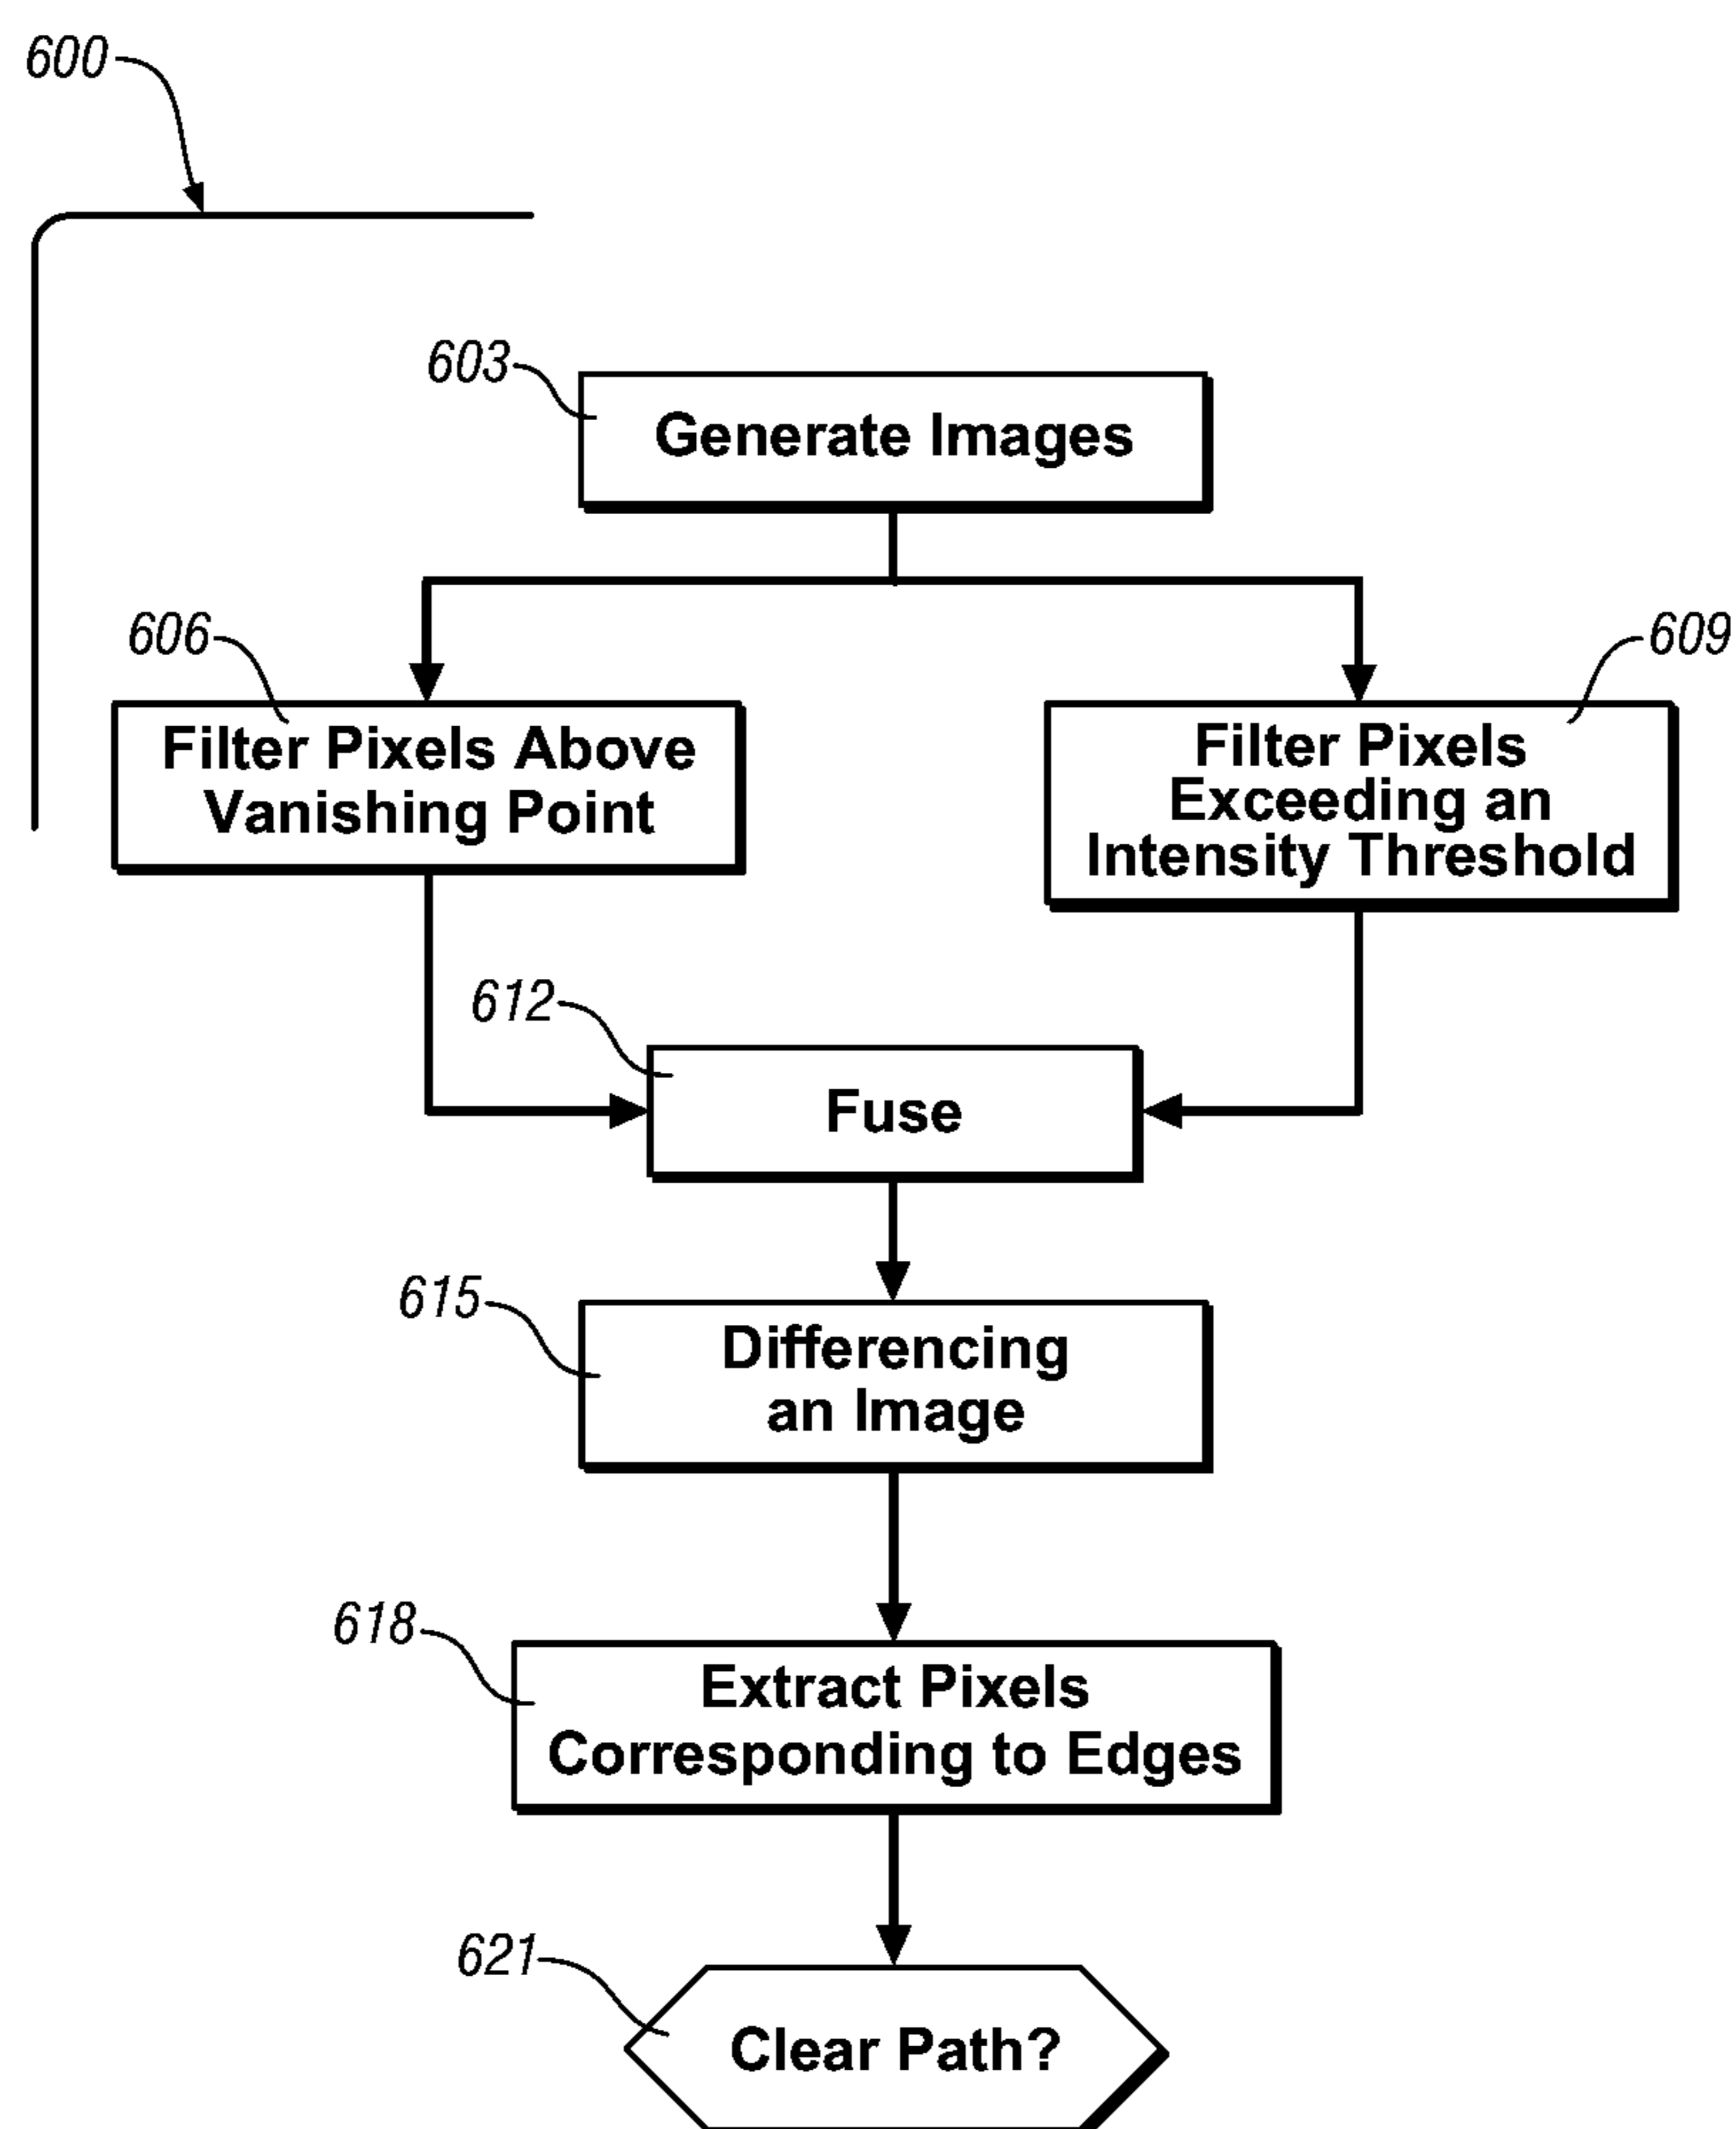 600
603
Generate Images
606
609
Filter Pixels Above
Vanishing Point
Filter Pixels
Exceeding an
Intensity Threshold
612
Fuse
615
Differencing
an Image
618
Extract Pixels
Corresponding to Edges
621
Clear Path?